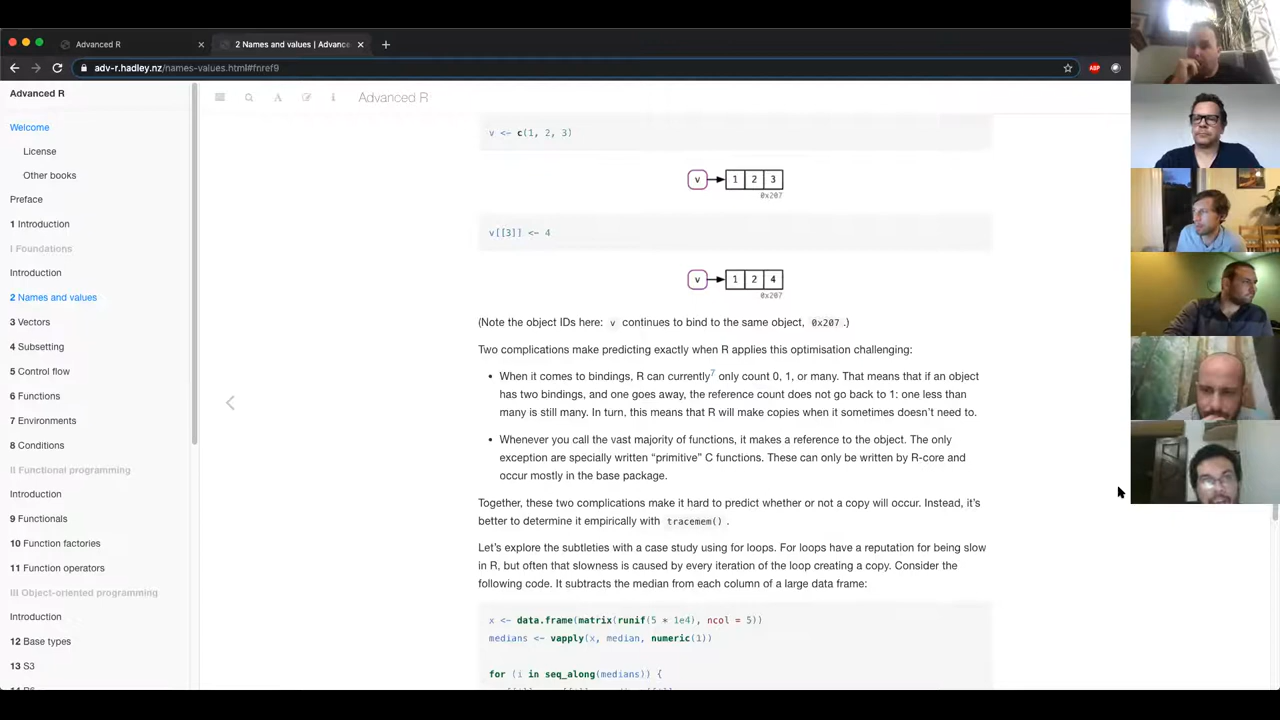 Advanced R
2 Names and values | Advanc
adv-r.hadley.nz/names-values.html#fnref9
ABP
Advanced R
Welcome
License
Other books
Preface
1 Introduction
I Foundations
Introduction
2 Names and values
3 Vectors
4 Subsetting
5 Control flow
6 Functions
7 Environments
8 Conditions
II Functional programming
Introduction
9 Functionals
10 Function factories
11 Function operators
III Object-oriented programming
Introduction
12 Base types
13 S3
Advanced R
v <- c(1, 2, 3)
v 1 2 3
0x207
v[[3]] <- 4
v 1 2 4
0x207
(Note the object IDs here: v continues to bind to the same object, 0x207.)
Two complications make predicting exactly when R applies this optimisation challenging:
• When it comes to bindings, R can currently7 only count 0, 1, or many. That means that if an object
has two bindings, and one goes away, the reference count does not go back to 1: one less than
many is still many. In turn, this means that R will make copies when it sometimes doesn't need to.
• Whenever you call the vast majority of functions, it makes a reference to the object. The only
exception are specially written “primitive” C functions. These can only be written by R-core and
occur mostly in the base package.
Together, these two complications make it hard to predict whether or not a copy will occur. Instead, it's
better to determine it empirically with tracemem() .
Let's explore the subtleties with a case study using for loops. For loops have a reputation for being slow
in R, but often that slowness is caused by every iteration of the loop creating a copy. Consider the
following code. It subtracts the median from each column of a large data frame:
x <- data.frame(matrix(runif(5 * 1e4), ncol = 5))
medians <- vapply(x, median, numeric(1))
for (i in seq_along(medians)) {